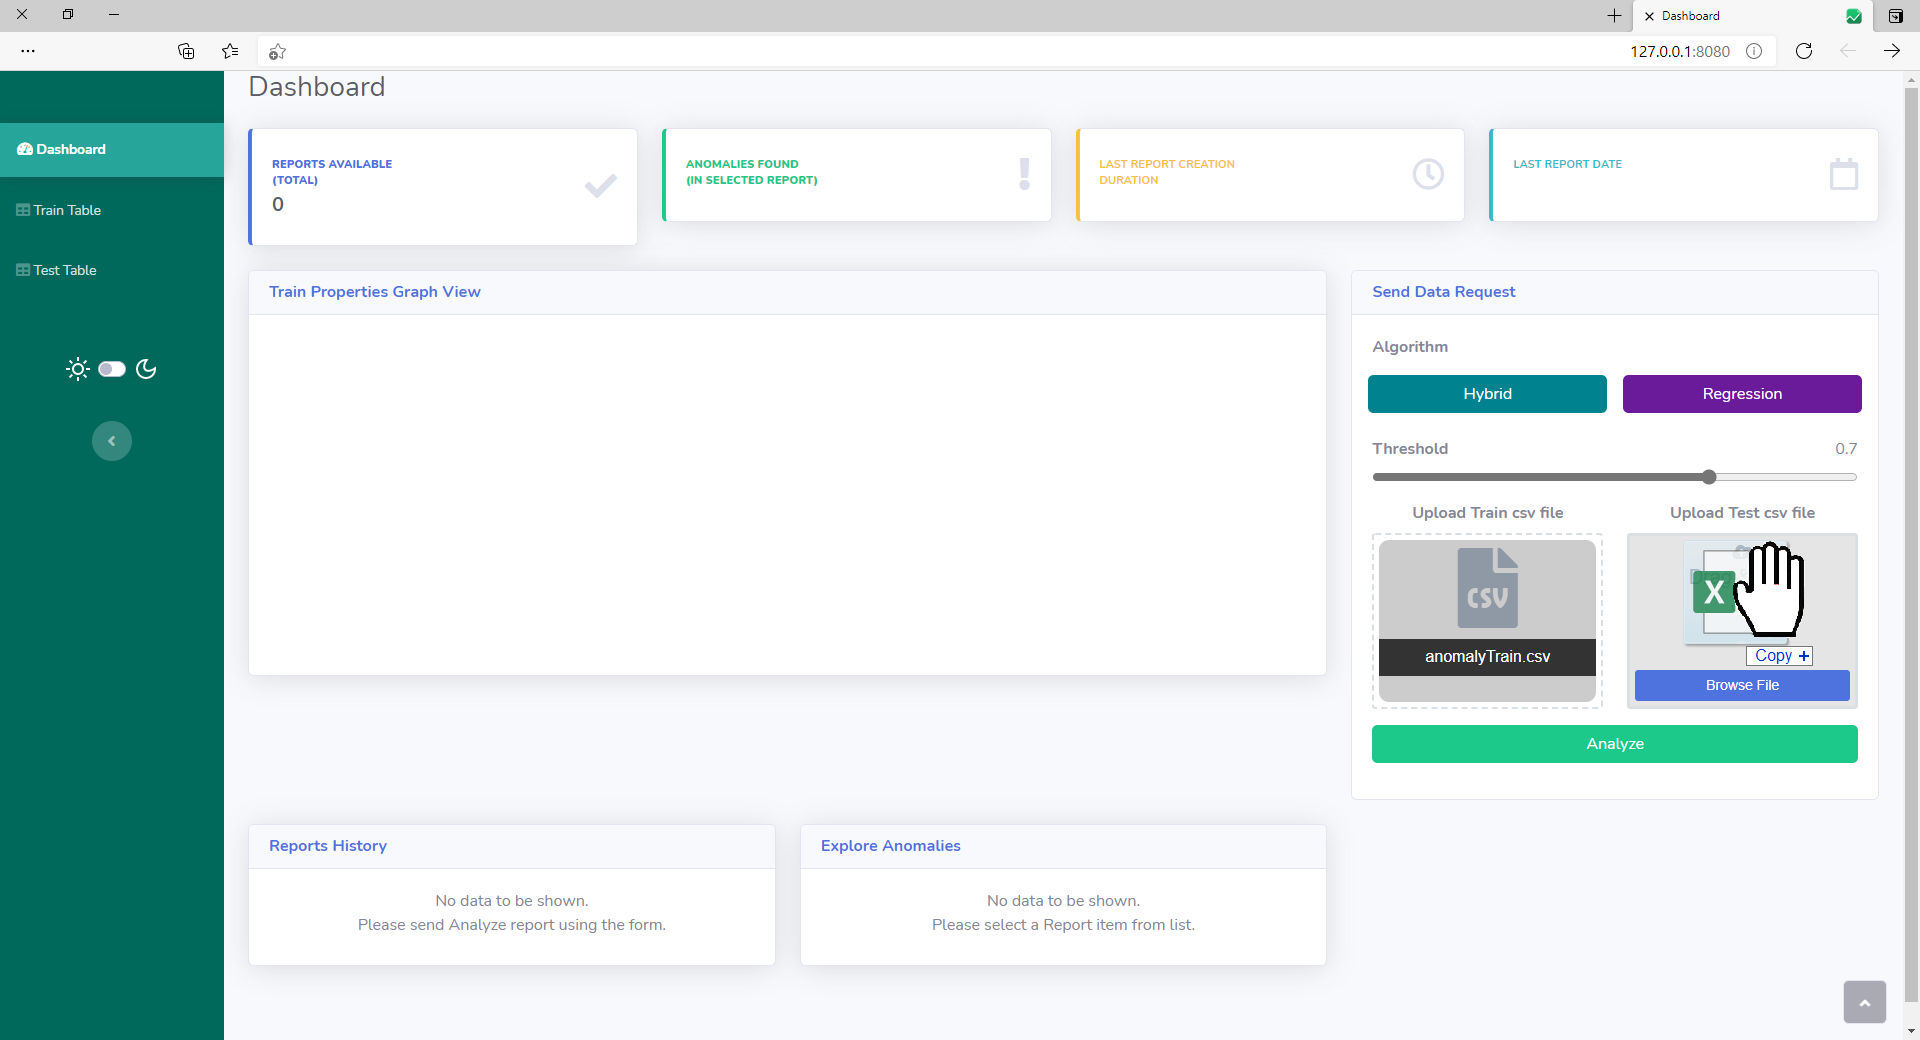 Dashboard
127.0.0.1:8080
Dashboard
Train Table
Test Table
Dashboard
REPORTS AVAILABLE
(TOTAL)
0
ANOMALIES FOUND
(IN SELECTED REPORT)
LAST REPORT CREATION
DURATION
LAST REPORT DATE
Train Properties Graph View
Send Data Request
Algorithm
Hybrid
Regression
Threshold
0.7
Upload Train csv file
Upload Test csv file
CSV
anomalyTrain.csv
X
Copy +
Browse File
Analyze
Reports History
No data to be shown.
Please send Analyze report using the form.
Explore Anomalies
No data to be shown.
Please select a Report item from list.